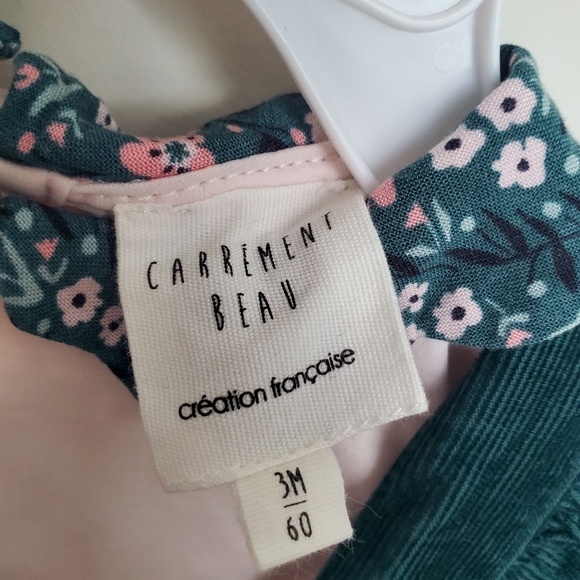 CARRÉMENT
BEAU
création française
3M
60